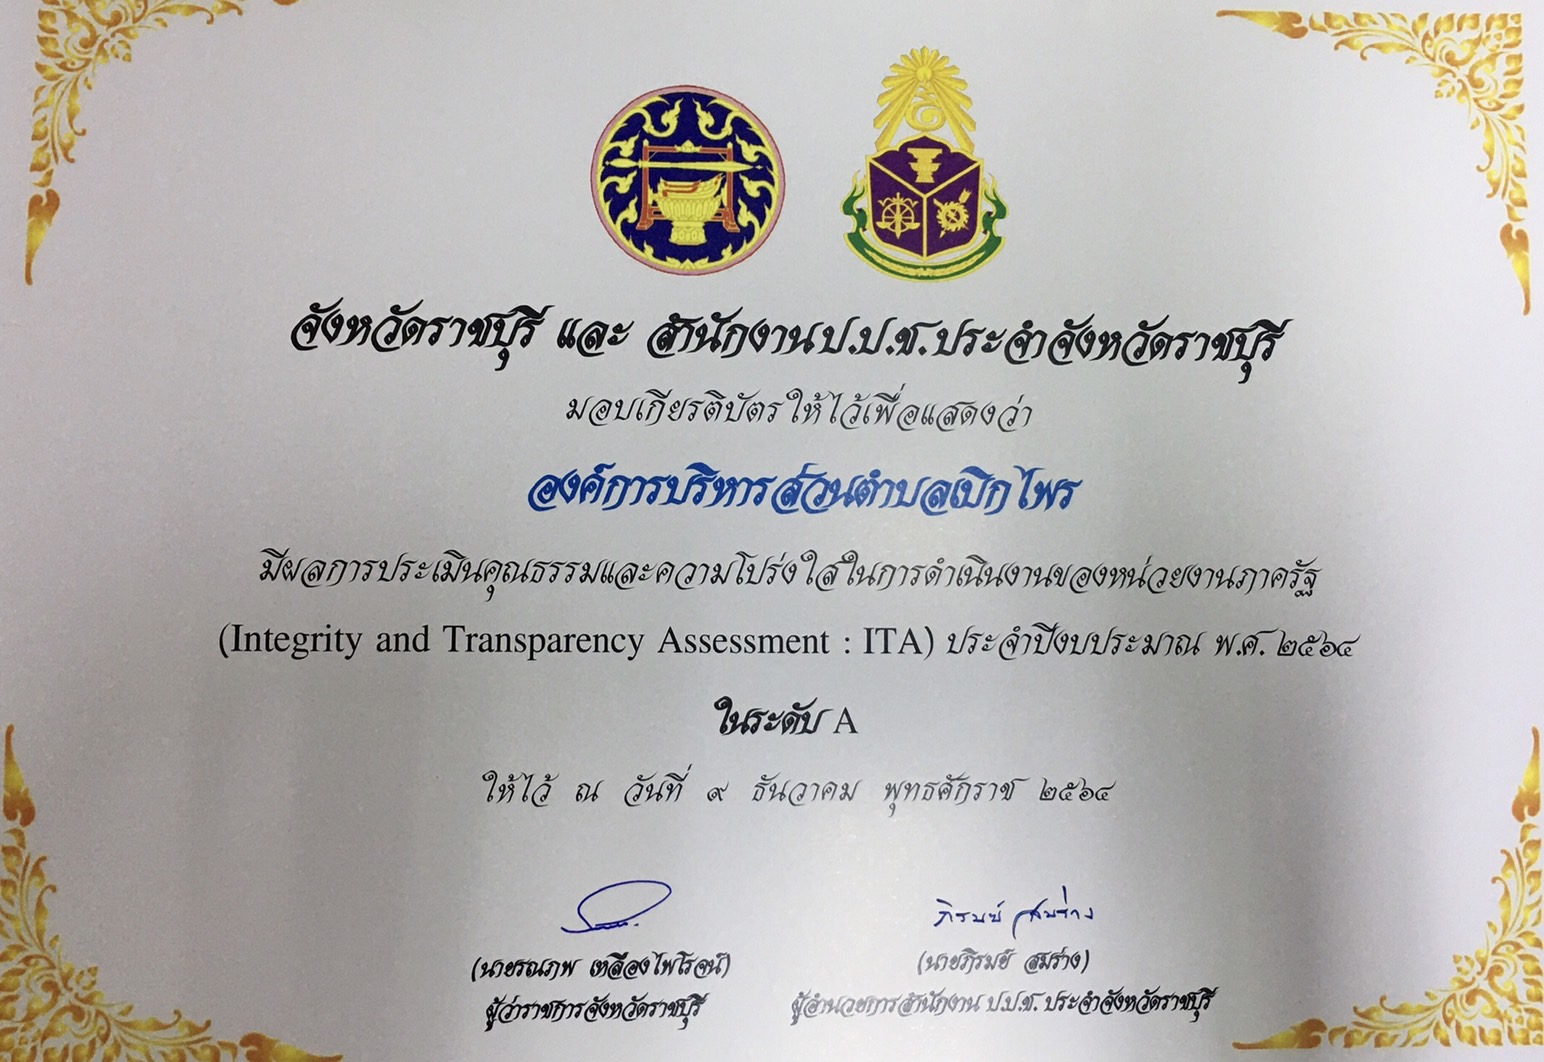 จังหวัดราชบุรี และ สำนักงานป.ป.ช.ประจำจังหวัดราชบุรี
มอบเกียรติบัตรให้ไว้เพื่อแสดงว่า
องค์การบริหารส่วนตำบลเบิกไพร
มีผลการประเมินคุณธรรมและความโปร่งใสในการดำเนินงานของหน่วยงานภาครัฐ
(Integrity and Transparency Assessment : ITA) ประจำปีงบประมาณ พ.ศ. ๒๕๖๔
ในระดับ A
ให้ไว้ ณ วันที่ ๙ ธันวาคม พุทธศักราช ๒๕๖๔
ภิรมย์ สมร่าง
(นายรณภพ เหลืองไพโรจน์) (นายภิรมย์ สมร่าง)
ผู้ว่าราชการจังหวัดราชบุรี ผู้อำนวยการสำนักงาน ป.ป.ช. ประจำจังหวัดราชบุรี